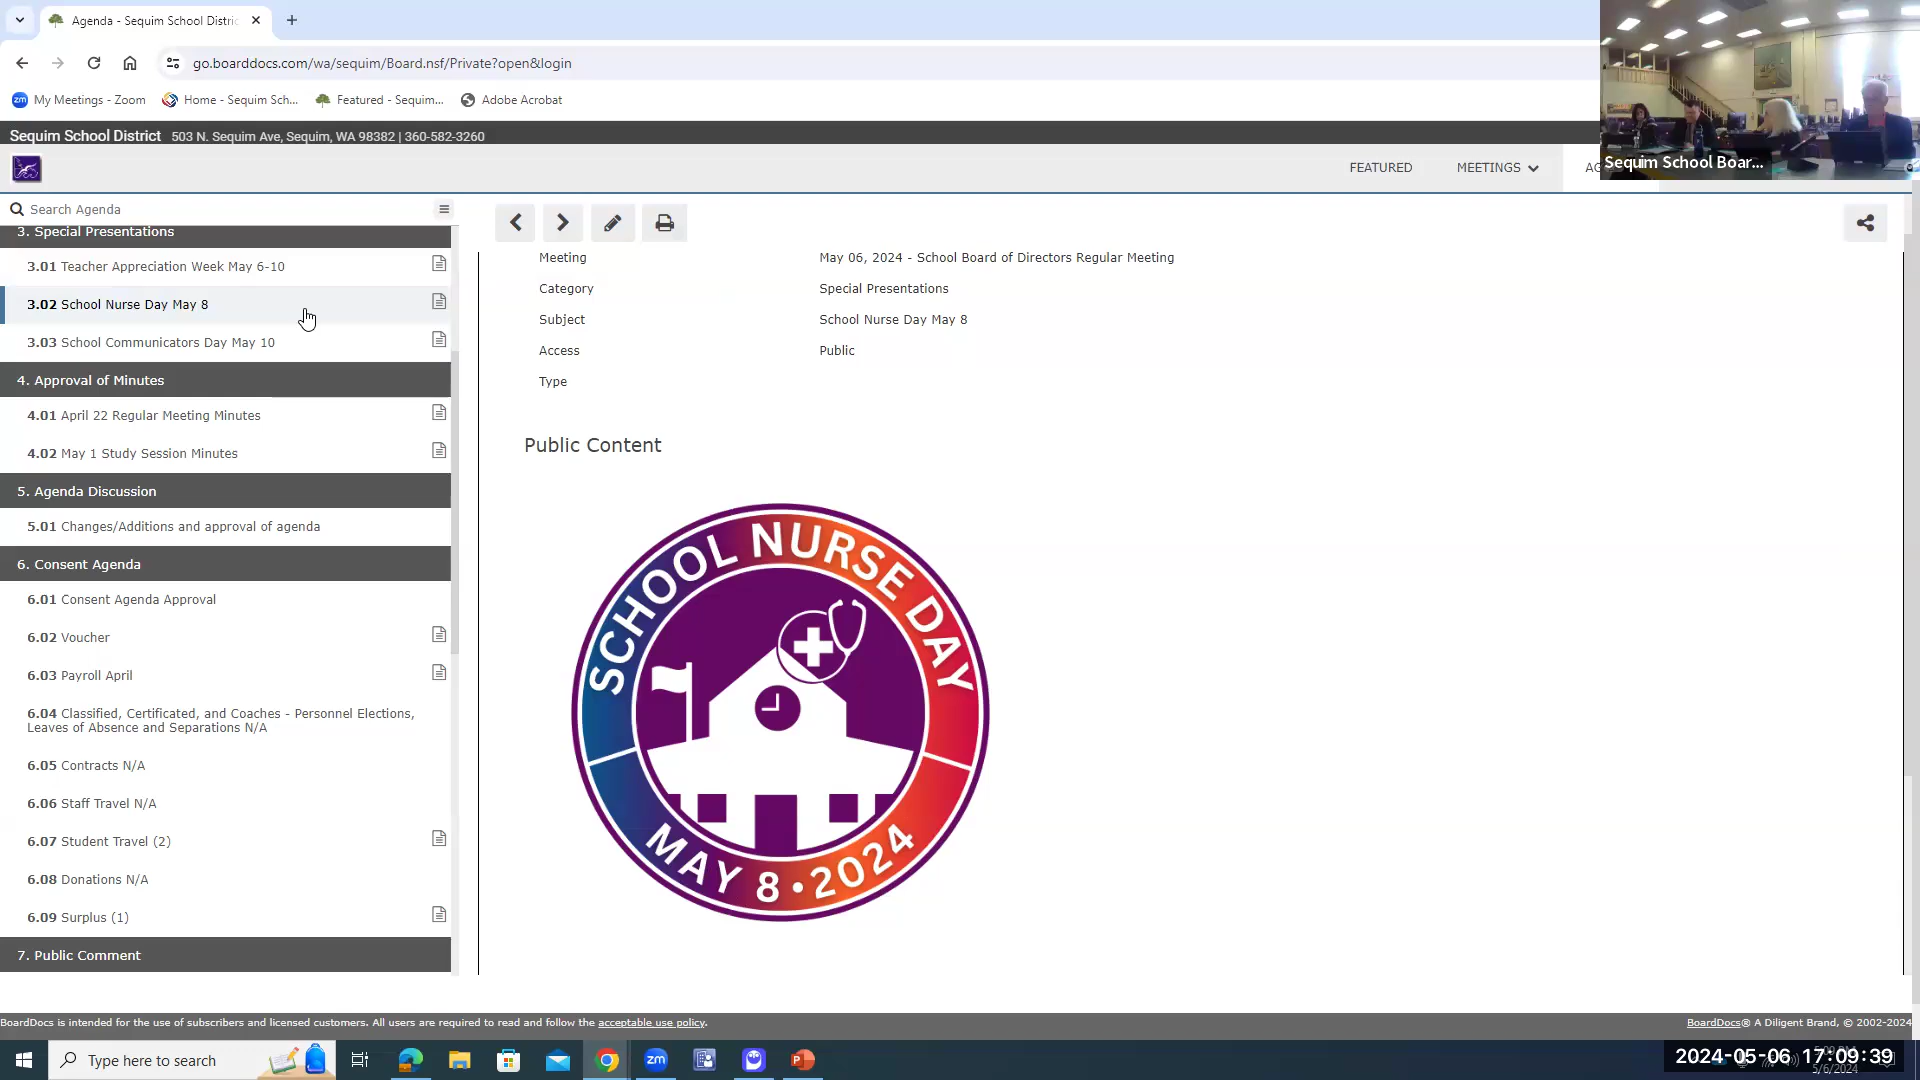 Agenda - Sequim School Distric
go.boarddocs.com/wa/sequim/Board.nsf/Private?open&login
My Meetings - Zoom
Home - Sequim Sch...
Featured - Sequim...
Adobe Acrobat
Sequim School District 503 N. Sequim Ave, Sequim, WA 98382 | 360-582-3260
FEATURED
MEETINGS
Sequim School Boar...
Search Agenda
3. Special Presentations
3.01 Teacher Appreciation Week May 6-10
3.02 School Nurse Day May 8
3.03 School Communicators Day May 10
4. Approval of Minutes
4.01 April 22 Regular Meeting Minutes
4.02 May 1 Study Session Minutes
5. Agenda Discussion
5.01 Changes/Additions and approval of agenda
6. Consent Agenda
6.01 Consent Agenda Approval
6.02 Voucher
6.03 Payroll April
6.04 Classified, Certificated, and Coaches - Personnel Elections,
Leaves of Absence and Separations N/A
6.05 Contracts N/A
6.06 Staff Travel N/A
6.07 Student Travel (2)
6.08 Donations N/A
6.09 Surplus (1)
7. Public Comment
Meeting May 06, 2024 - School Board of Directors Regular Meeting
Category Special Presentations
Subject School Nurse Day May 8
Access Public
Type
Public Content
SCHOOL NURSE DAY
MAY 8 • 2024
BoardDocs is intended for the use of subscribers and licensed customers. All users are required to read and follow the acceptable use policy.
BoardDocs® A Diligent Brand, © 2002-2024
Type here to search
2024-05-06 17:09:39
5/6/2024